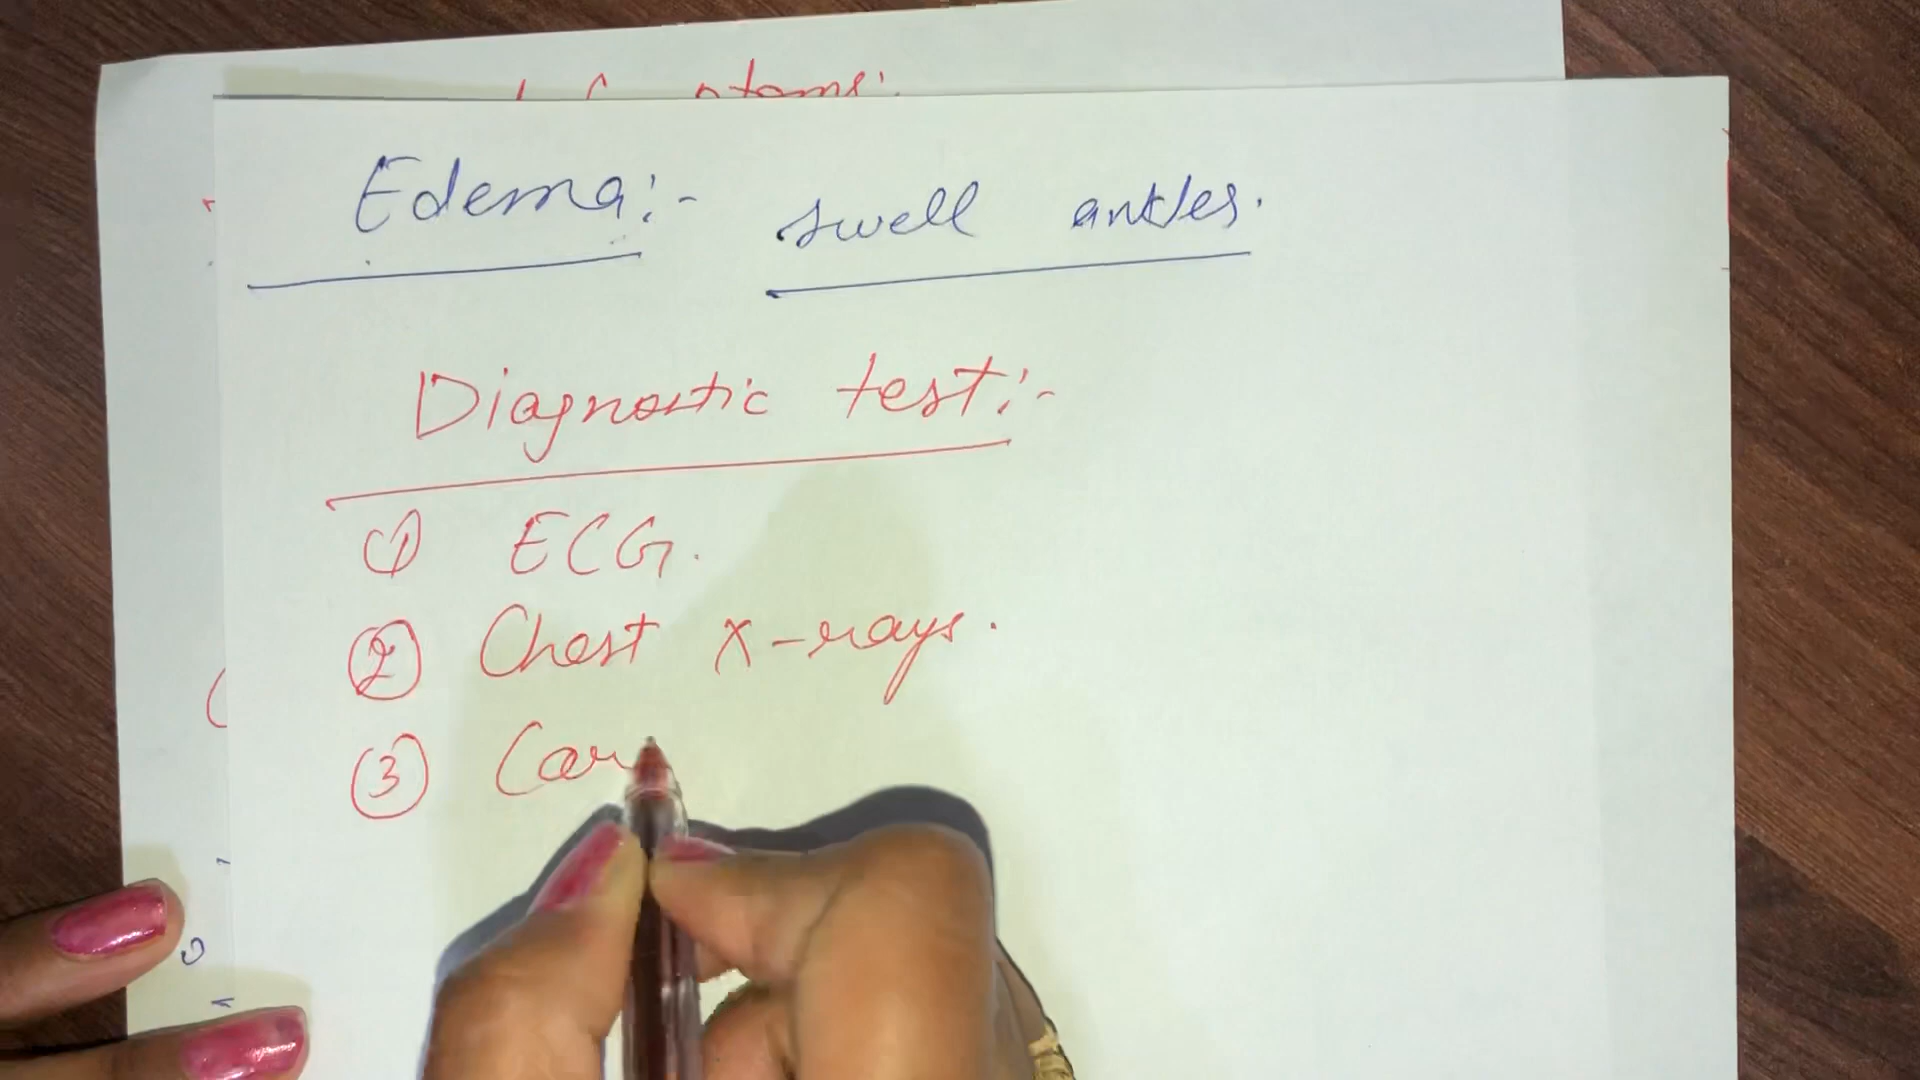 Edema:- swell ankles.
Diagnostic test:-
① ECG.
② Chest X-rays.
③ Car